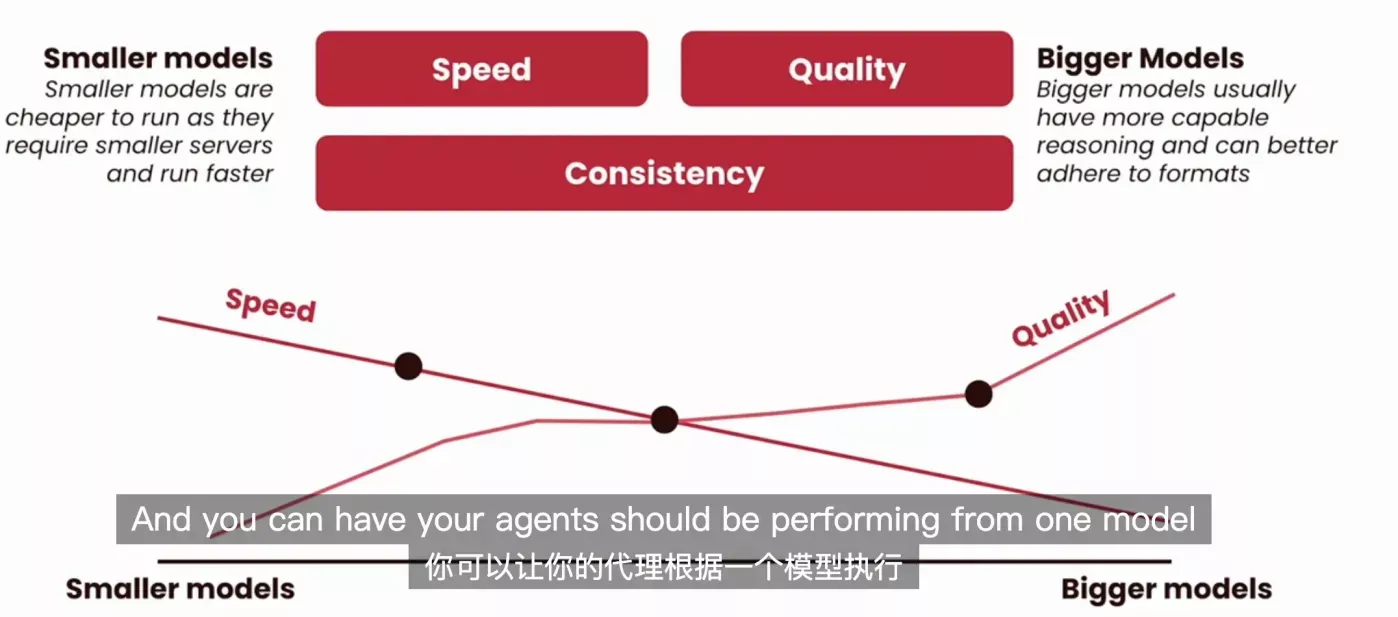 Smaller models
Smaller models are
cheaper to run as they
require smaller servers
and run faster
Speed
Quality
Consistency
Bigger Models
Bigger models usually
have more capable
reasoning and can better
adhere to formats
Speed
Quality
And you can have your agents should be performing from one model
你可以让你的代理根据一个模型执行
Smaller models
Bigger models